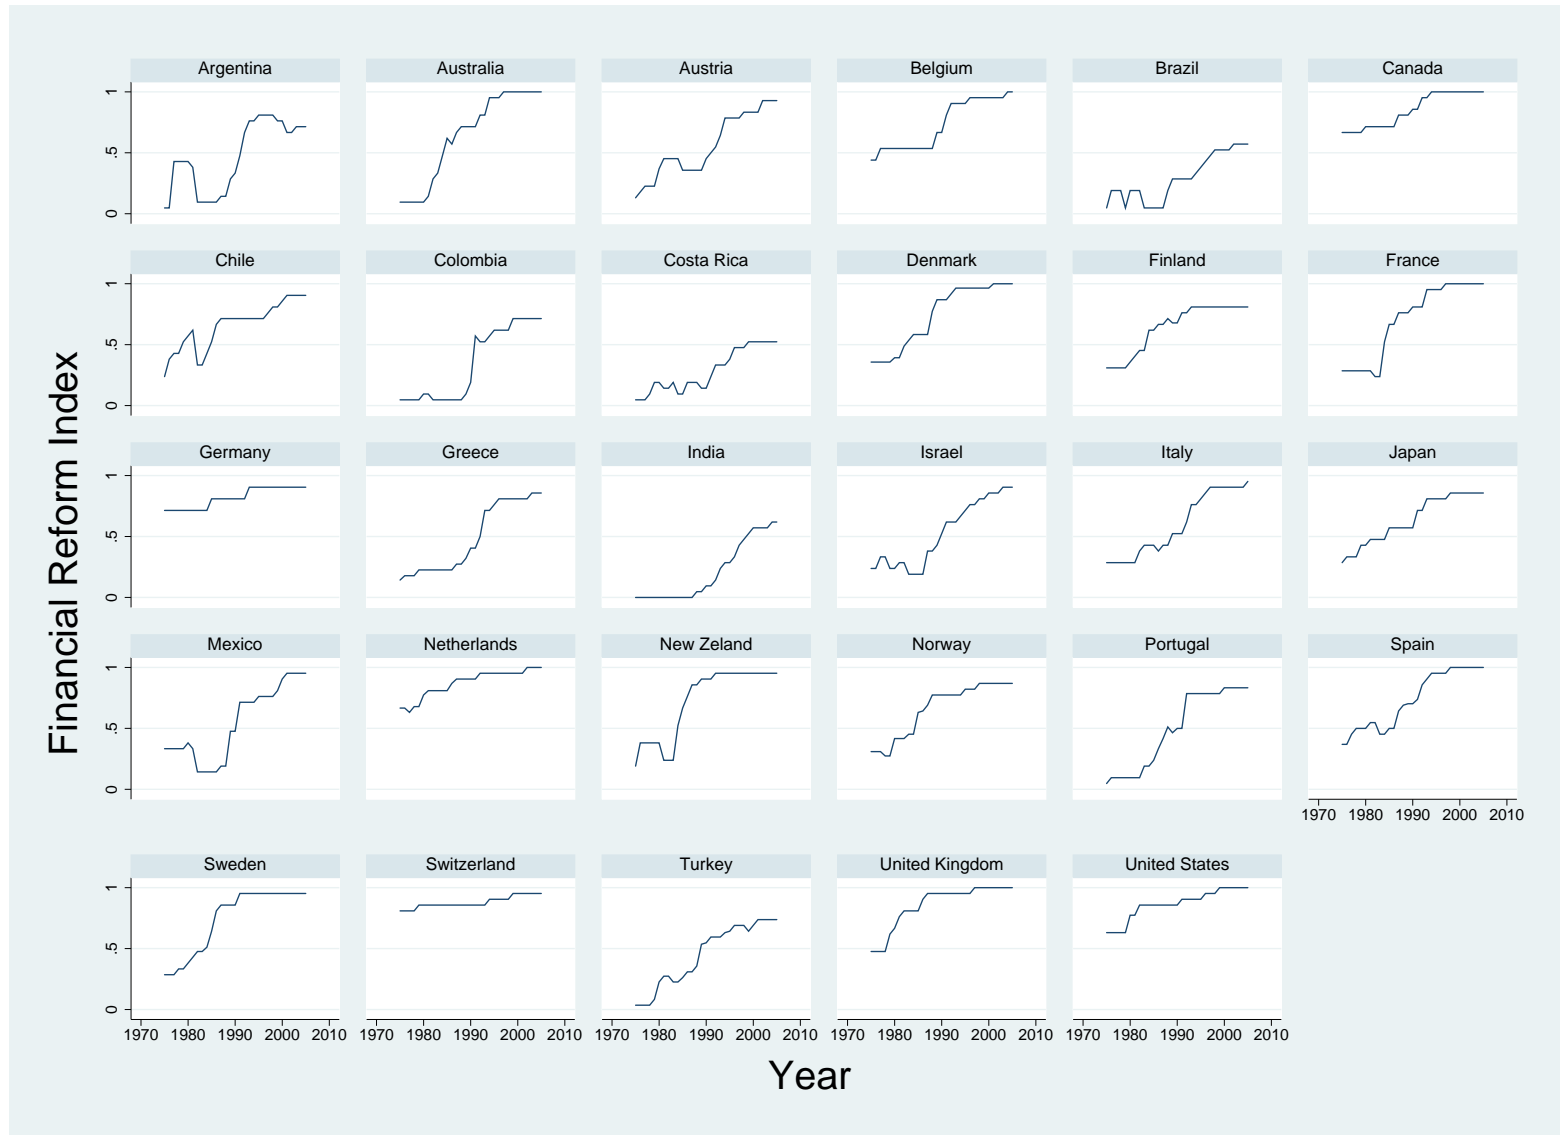 Argentina Australia Austria Belgium Brazil Canada
1
.5
0
Chile Colombia Costa Rica Denmark Finland France
1
.5
0
Germany Greece India Israel Italy Japan
1
.5
0
Mexico Netherlands New Zeland Norway Portugal Spain
1
.5
0
1970 1980 1990 2000 2010
Sweden Switzerland Turkey United Kingdom United States
1
.5
0
1970 1980 1990 2000 2010 1970 1980 1990 2000 2010 1970 1980 1990 2000 2010 1970 1980 1990 2000 2010 1970 1980 1990 2000 2010
Financial Reform Index
Year